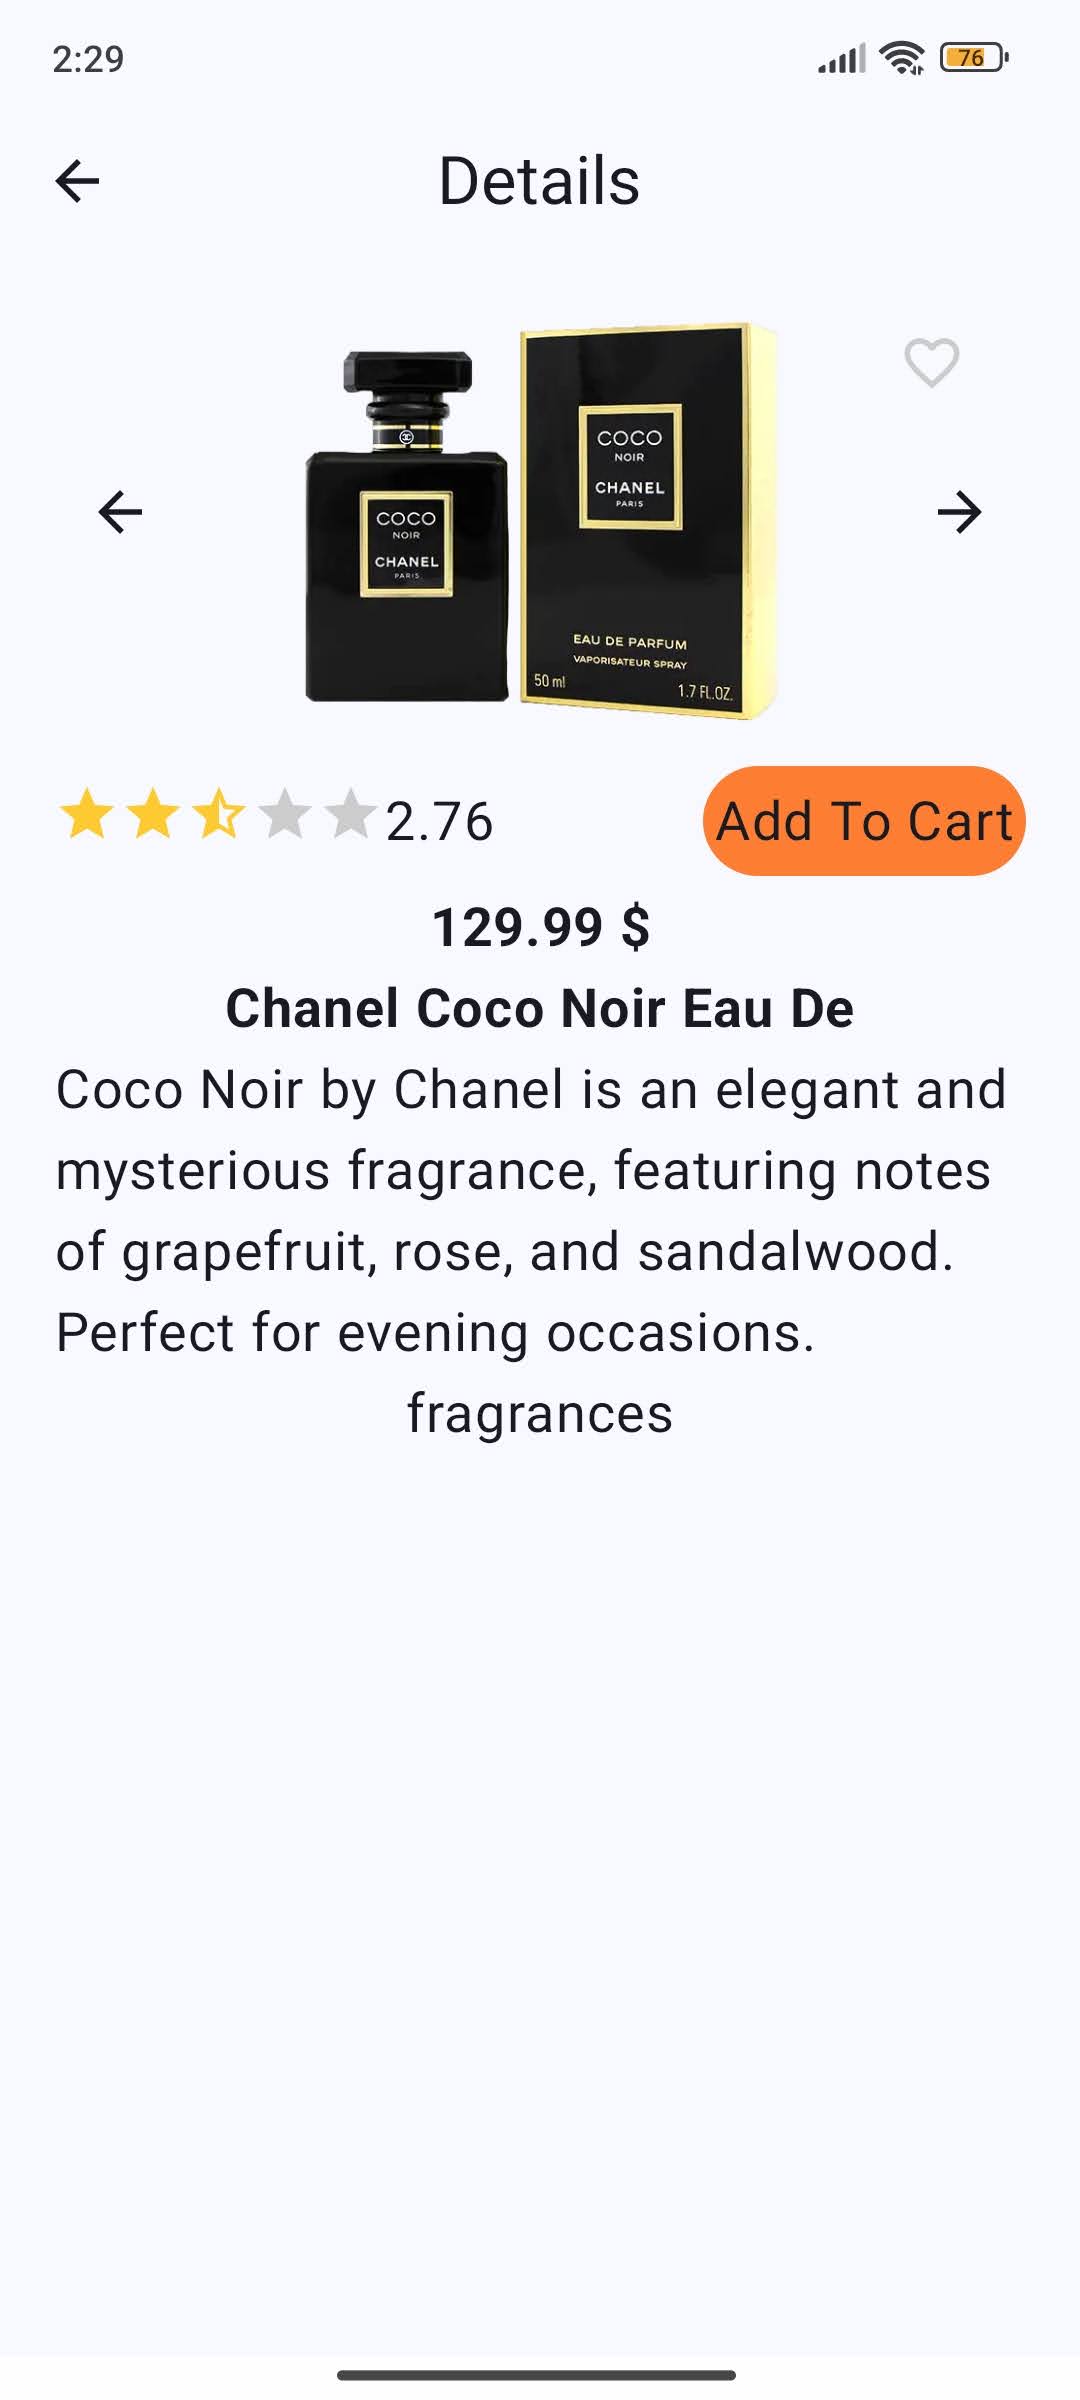 2:29
76
Details
COCO
NOIR
CHANEL
PARIS
COCO
NOIR
CHANEL
PARIS
EAU DE PARFUM
VAPORISATEUR SPRAY
50 ml
1.7 FL.OZ.
2.76
Add To Cart
129.99 $
Chanel Coco Noir Eau De
Coco Noir by Chanel is an elegant and
mysterious fragrance, featuring notes
of grapefruit, rose, and sandalwood.
Perfect for evening occasions.
fragrances